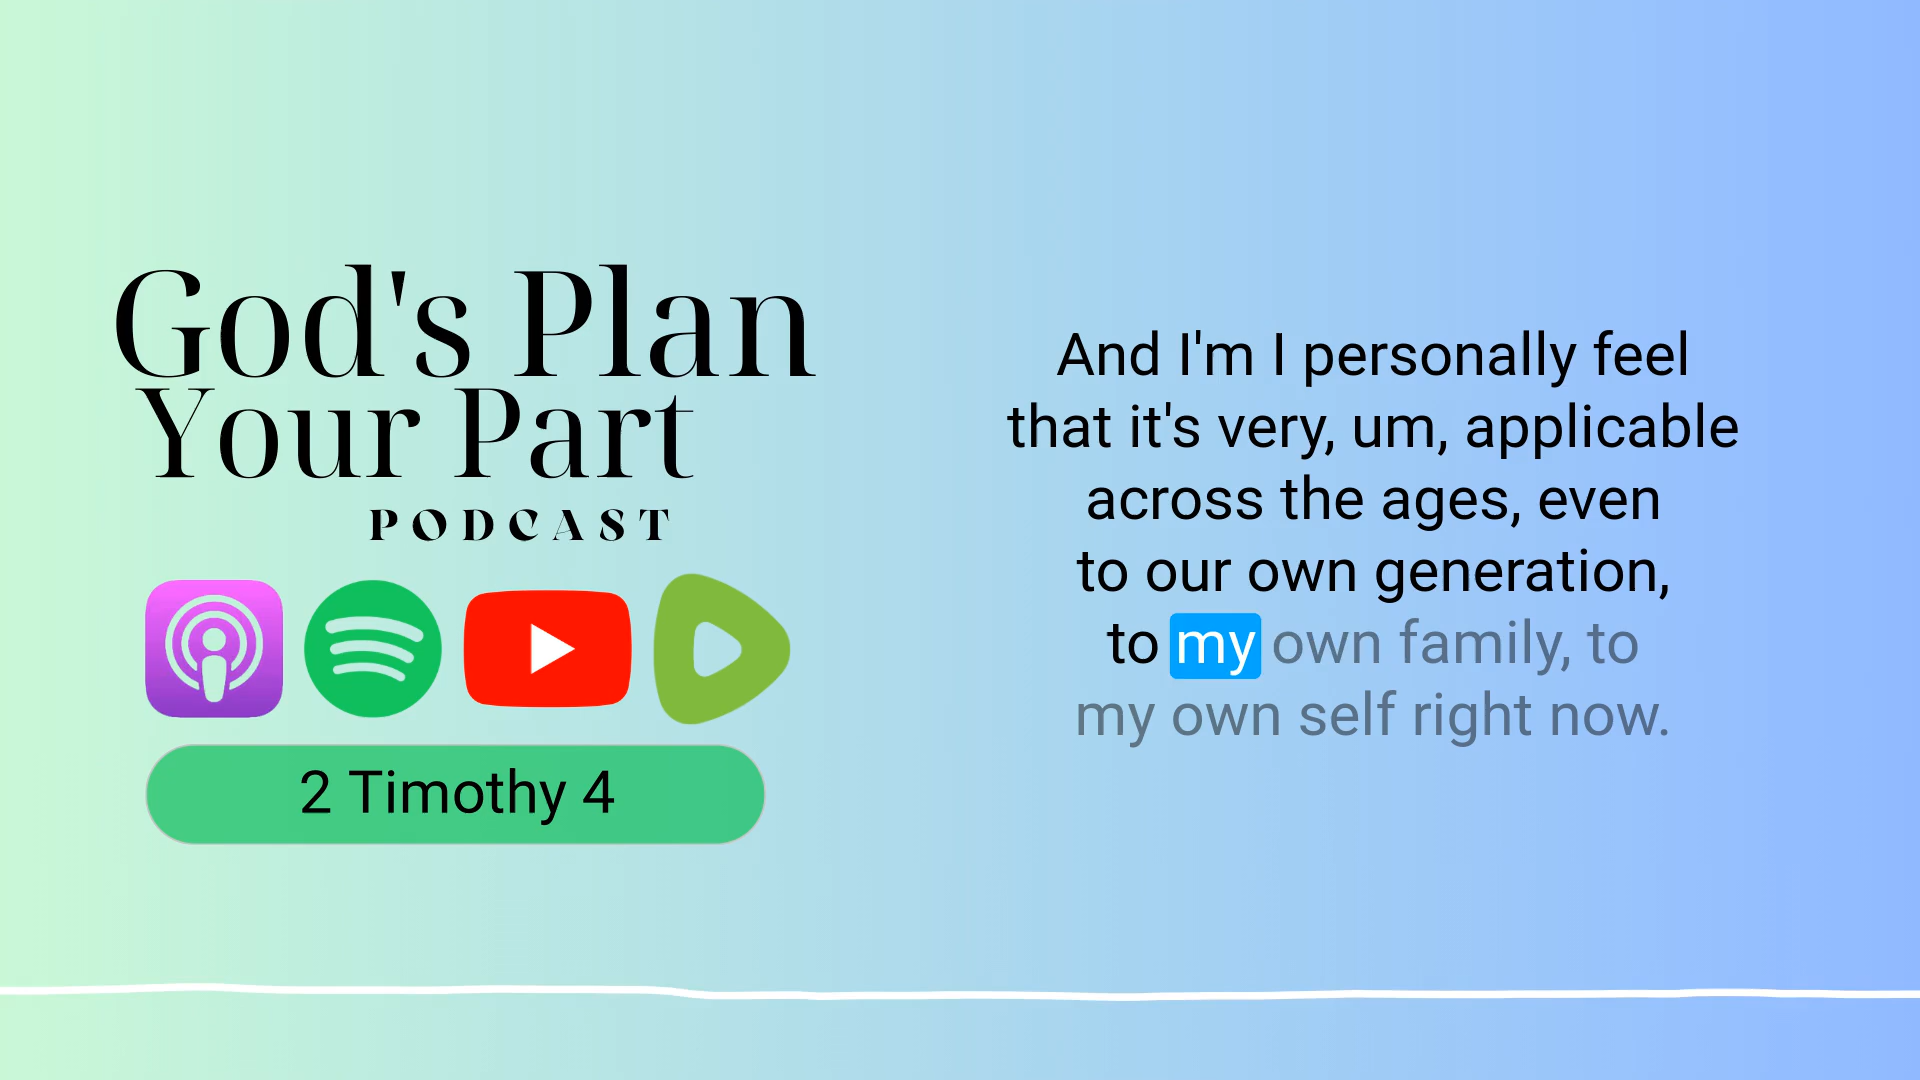 God's Plan
Your Part
PODCAST
2 Timothy 4
And I'm I personally feel
that it's very, um, applicable
across the ages, even
to our own generation,
to my own family, to
my own self right now.